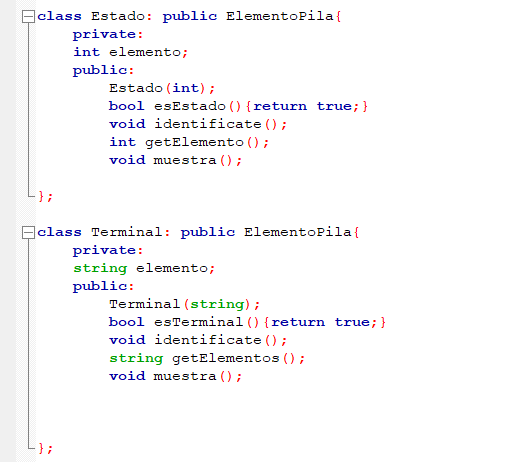 class Estado: public ElementoPila{
private:
int elemento;
public:
Estado(int);
bool esEstado(){return true;}
void identificate();
int getElemento();
void muestra();
};
class Terminal: public ElementoPila{
private:
string elemento;
public:
Terminal(string);
bool esTerminal(){return true;}
void identificate();
string getElementos();
void muestra();
};